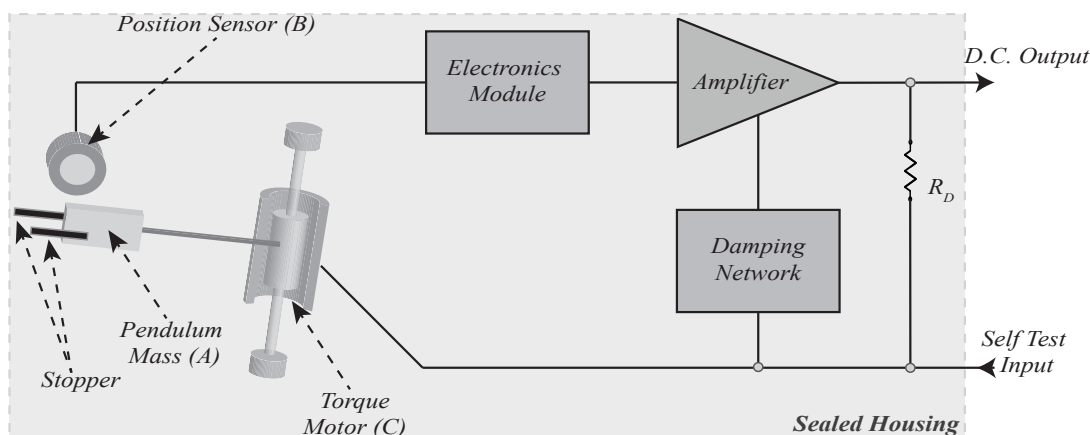 Position Sensor (B)
Electronics
Module
Amplifier
D.C. Output
R_D
Damping
Network
Pendulum
Mass (A)
Stopper
Torque
Motor (C)
Self Test
Input
Sealed Housing